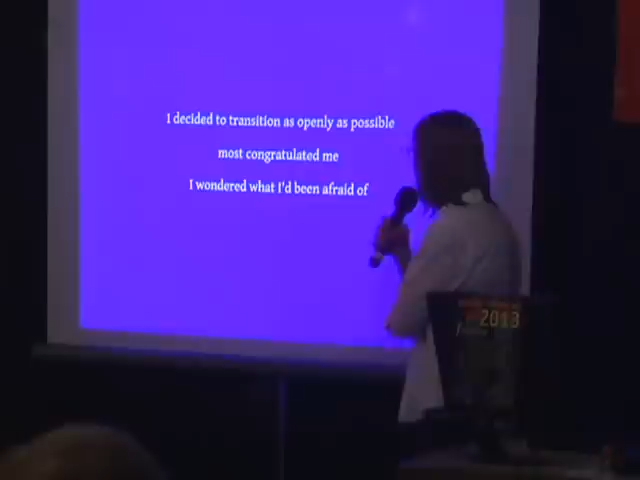 I decided to transition as openly as possible
most congratulated me
I wondered what I'd been afraid of
2013